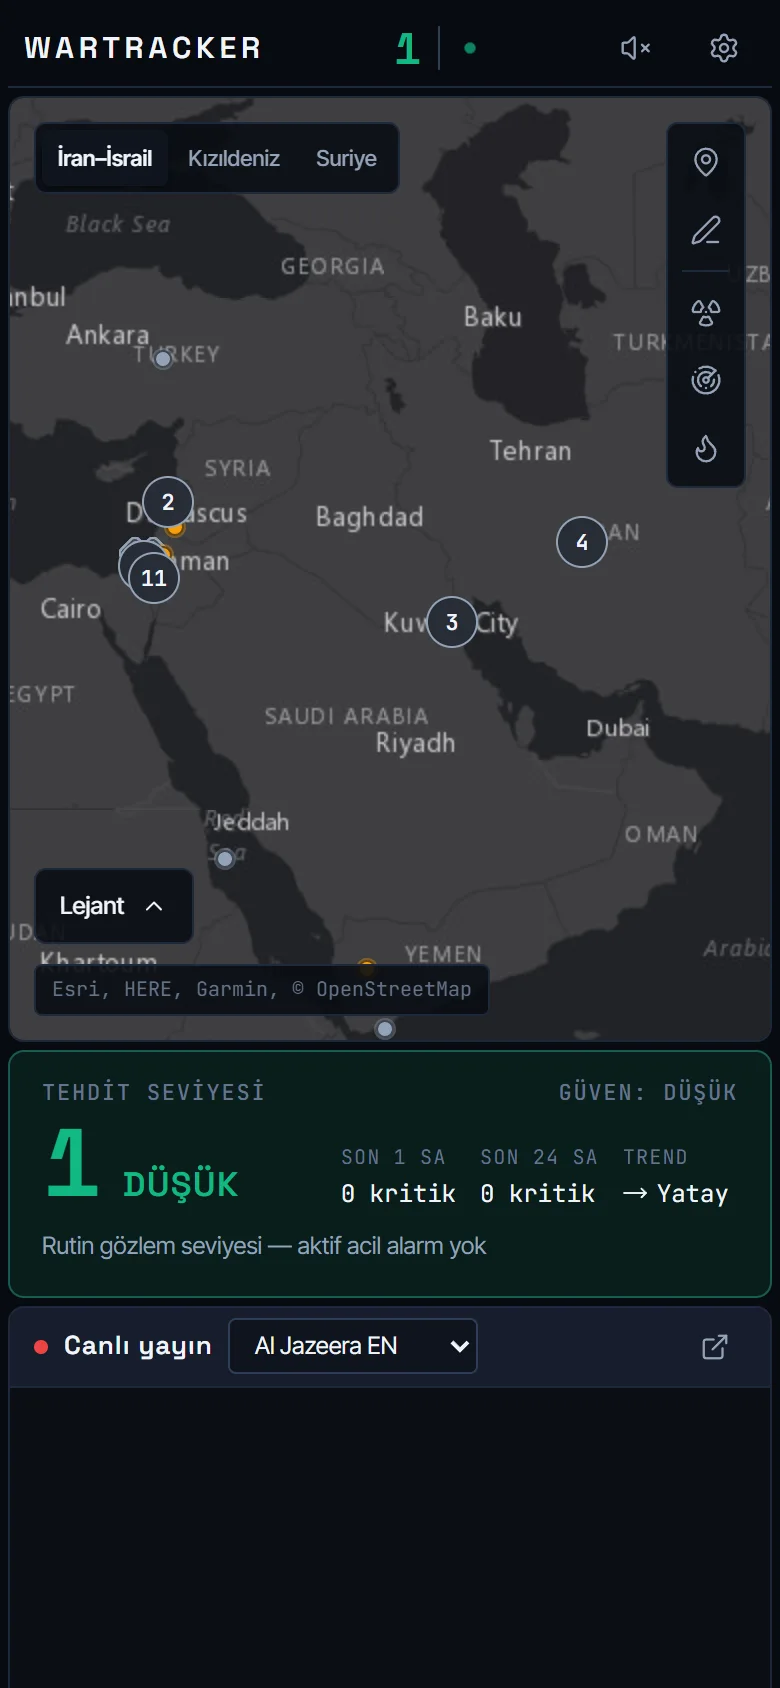 WARTRACKER 1
İran–İsrail Kızıldeniz Suriye
Black Sea
GEORGIA
Ankara
TURKEY
Baku
Tehran
SYRIA
2
Baghdad
4
11
Cairo
3 City
EGYPT
SAUDI ARABIA
Riyadh
Dubai
Jeddah
OMAN
Lejant
YEMEN
Khartoum
Esri, HERE, Garmin, © OpenStreetMap
TEHDİT SEVİYESİ GÜVEN: DÜŞÜK
1 DÜŞÜK
SON 1 SA SON 24 SA TREND
0 kritik 0 kritik → Yatay
Rutin gözlem seviyesi — aktif acil alarm yok
Canlı yayın Al Jazeera EN